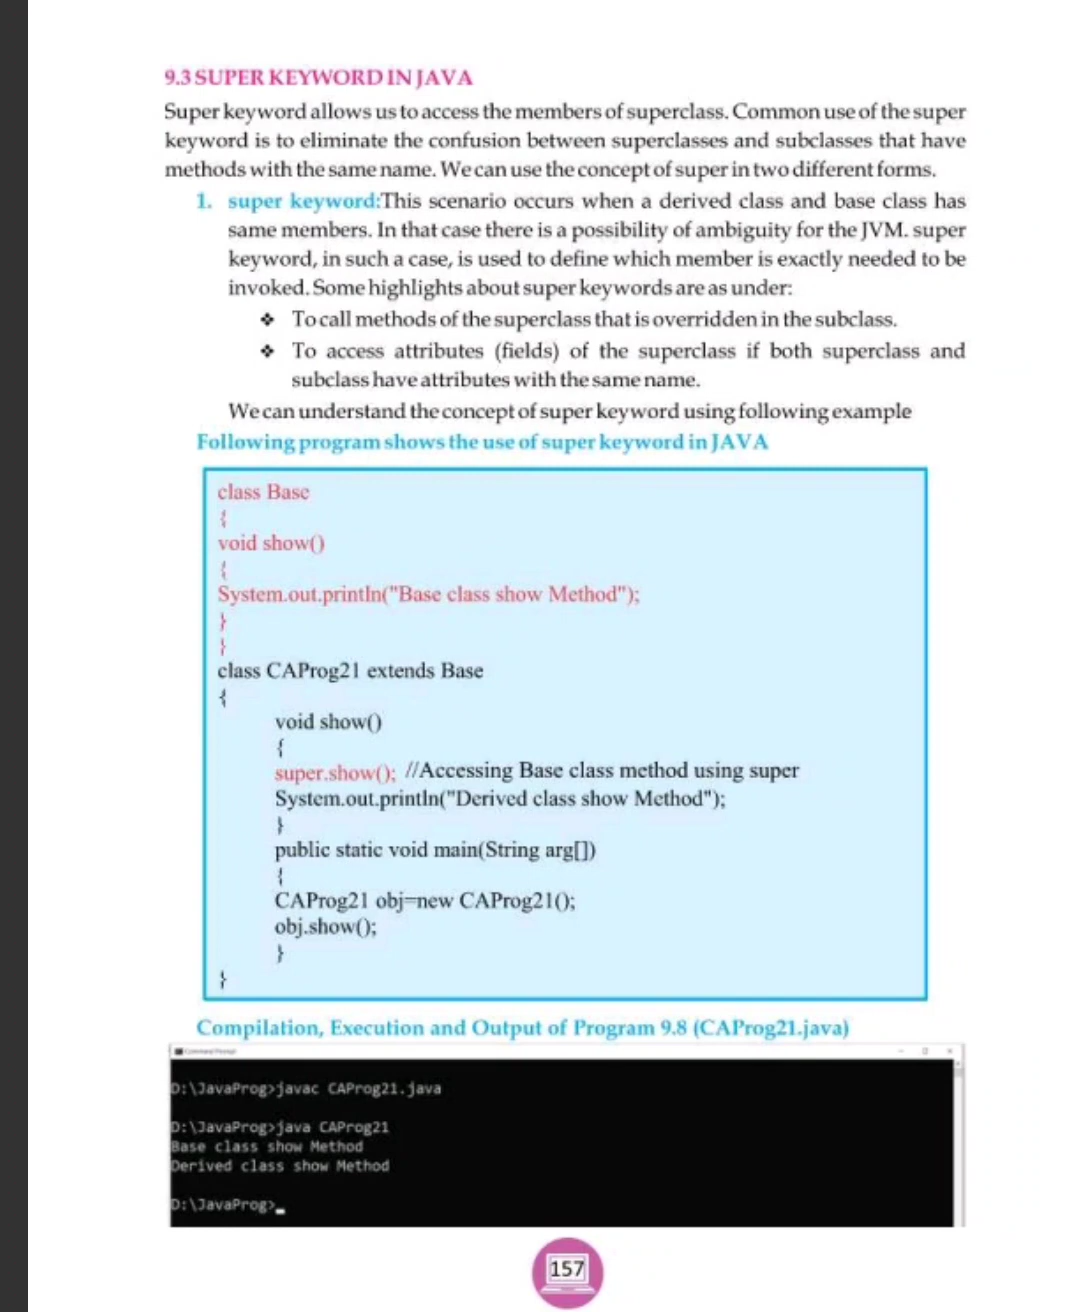 9.3 SUPER KEYWORD IN JAVA
Super keyword allows us to access the members of superclass. Common use of the super
keyword is to eliminate the confusion between superclasses and subclasses that have
methods with the same name. We can use the concept of super in two different forms.
1. super keyword:This scenario occurs when a derived class and base class has
same members. In that case there is a possibility of ambiguity for the JVM. super
keyword, in such a case, is used to define which member is exactly needed to be
invoked. Some highlights about super keywords are as under:
❖ To call methods of the superclass that is overridden in the subclass.
❖ To access attributes (fields) of the superclass if both superclass and
subclass have attributes with the same name.
We can understand the concept of super keyword using following example
Following program shows the use of super keyword in JAVA
class Base
{
void show()
{
System.out.println("Base class show Method");
}
}
class CAProg21 extends Base
{
void show()
{
super.show(); //Accessing Base class method using super
System.out.println("Derived class show Method");
}
public static void main(String arg[])
{
CAProg21 obj=new CAProg21();
obj.show();
}
}
Compilation, Execution and Output of Program 9.8 (CAProg21.java)
Command Prompt
D:\JavaProg>javac CAProg21.java
D:\JavaProg>java CAProg21
Base class show Method
Derived class show Method
D:\JavaProg>_
157